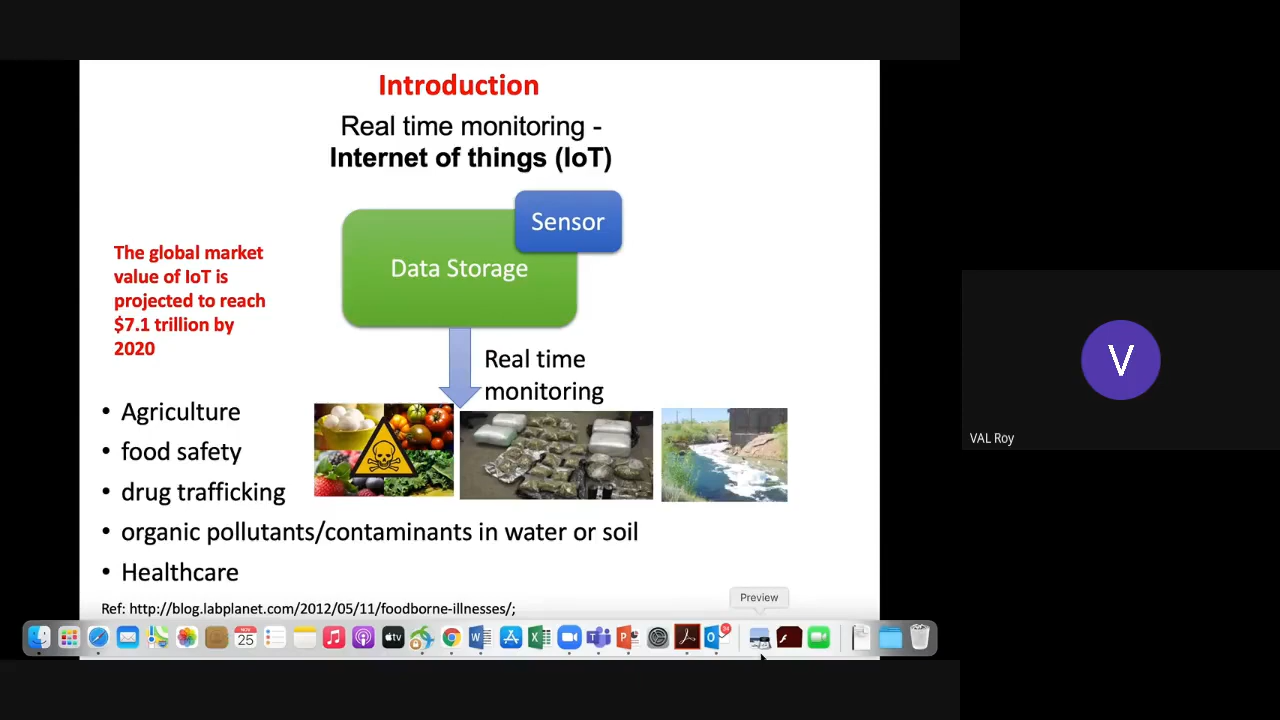 Introduction
Real time monitoring -
Internet of things (IoT)
Sensor
Data Storage
The global market
value of IoT is
projected to reach
$7.1 trillion by
2020
Real time
monitoring
• Agriculture
• food safety
• drug trafficking
• organic pollutants/contaminants in water or soil
• Healthcare
Ref: http://blog.labplanet.com/2012/05/11/foodborne-illnesses/;
Preview
NOV
25
tv
V
VAL Roy